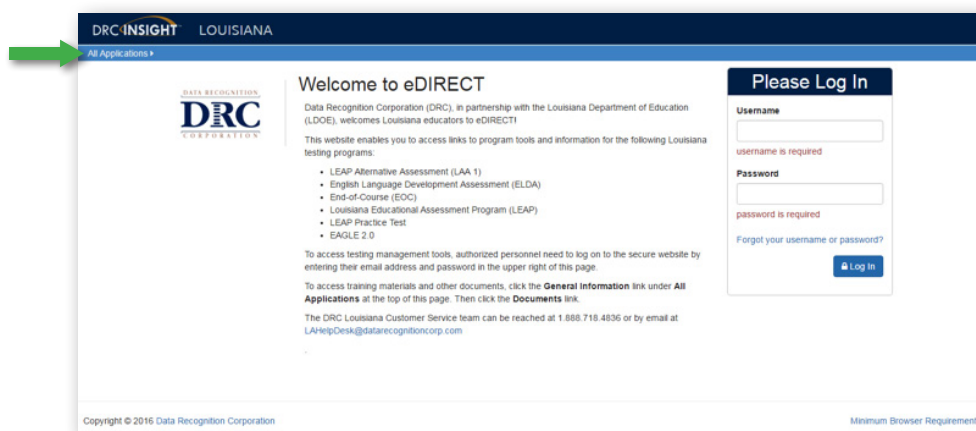 DRC INSIGHT LOUISIANA
All Applications
DATA RECOGNITION
DRC
CORPORATION
Welcome to eDIRECT
Data Recognition Corporation (DRC), in partnership with the Louisiana Department of Education
(LDOE), welcomes Louisiana educators to eDIRECT!
This website enables you to access links to program tools and information for the following Louisiana
testing programs:
• LEAP Alternative Assessment (LAA 1)
• English Language Development Assessment (ELDA)
• End-of-Course (EOC)
• Louisiana Educational Assessment Program (LEAP)
• LEAP Practice Test
• EAGLE 2.0
To access testing management tools, authorized personnel need to log on to the secure website by
entering their email address and password in the upper right of this page.
To access training materials and other documents, click the General Information link under All
Applications at the top of this page. Then click the Documents link.
The DRC Louisiana Customer Service team can be reached at 1.888.718.4836 or by email at
LAHelpDesk@datarecognitioncorp.com
.
Please Log In
Username
username is required
Password
password is required
Forgot your username or password?
Log In
Copyright © 2016 Data Recognition Corporation
Minimum Browser Requirement